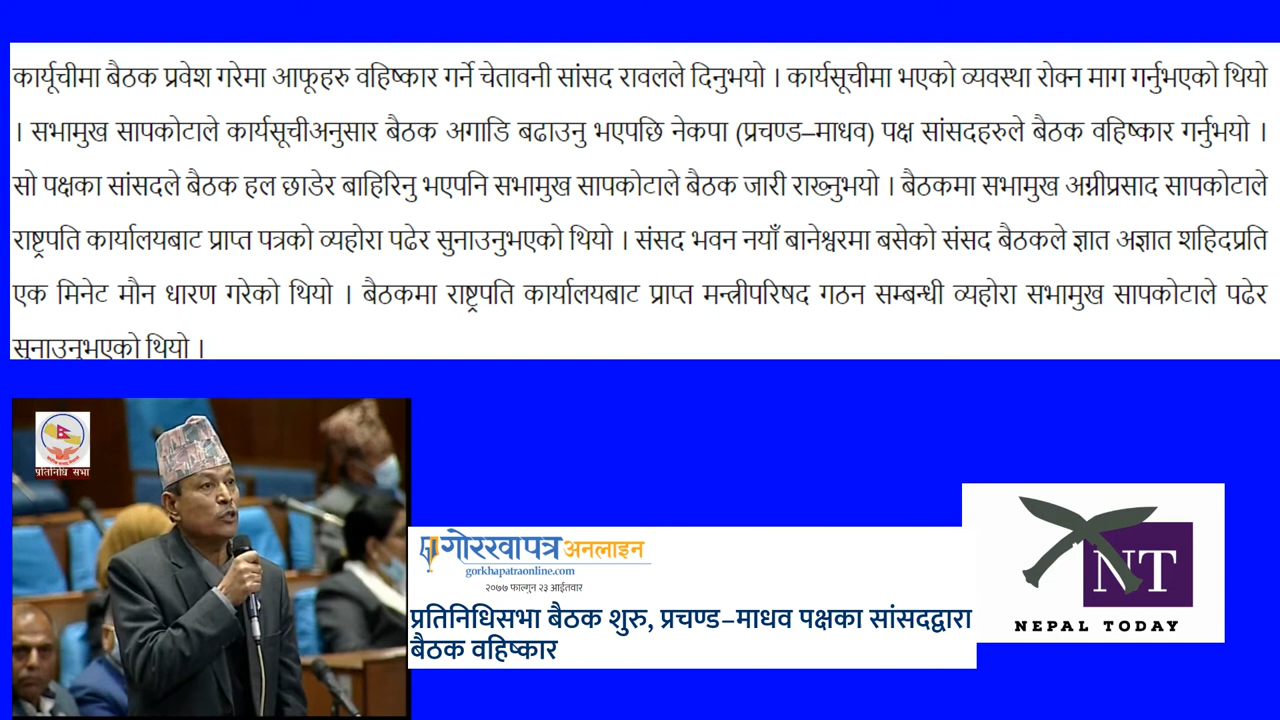 कार्यूचीमा बैठक प्रवेश गरेमा आफूहरु वहिष्कार गर्ने चेतावनी सांसद रावलले दिनुभयो । कार्यसूचीमा भएको व्यवस्था रोक्न माग गर्नुभएको थियो
। सभामुख सापकोटाले कार्यसूचीअनुसार बैठक अगाडि बढाउनु भएपछि नेकपा (प्रचण्ड–माधव) पक्ष सांसदहरुले बैठक वहिष्कार गर्नुभयो ।
सो पक्षका सांसदले बैठक हल छाडेर बाहिरिनु भएपनि सभामुख सापकोटाले बैठक जारी राख्नुभयो । बैठकमा सभामुख अग्नीप्रसाद सापकोटाले
राष्ट्रपति कार्यालयबाट प्राप्त पत्रको व्यहोरा पढेर सुनाउनुभएको थियो । संसद भवन नयाँ बानेश्वरमा बसेको संसद बैठकले ज्ञात अज्ञात शहिदप्रति
एक मिनेट मौन धारण गरेको थियो । बैठकमा राष्ट्रपति कार्यालयबाट प्राप्त मन्त्रीपरिषद गठन सम्बन्धी व्यहोरा सभामुख सापकोटाले पढेर
सुनाउनुभएको थियो ।
प्रतिनिधि सभा
गोरखापत्र अनलाइन
gorkhapatraonline.com
२०७७ फाल्गुन २३ आईतवार
प्रतिनिधिसभा बैठक शुरु, प्रचण्ड–माधव पक्षका सांसदद्वारा
बैठक वहिष्कार
NT
NEPAL TODAY